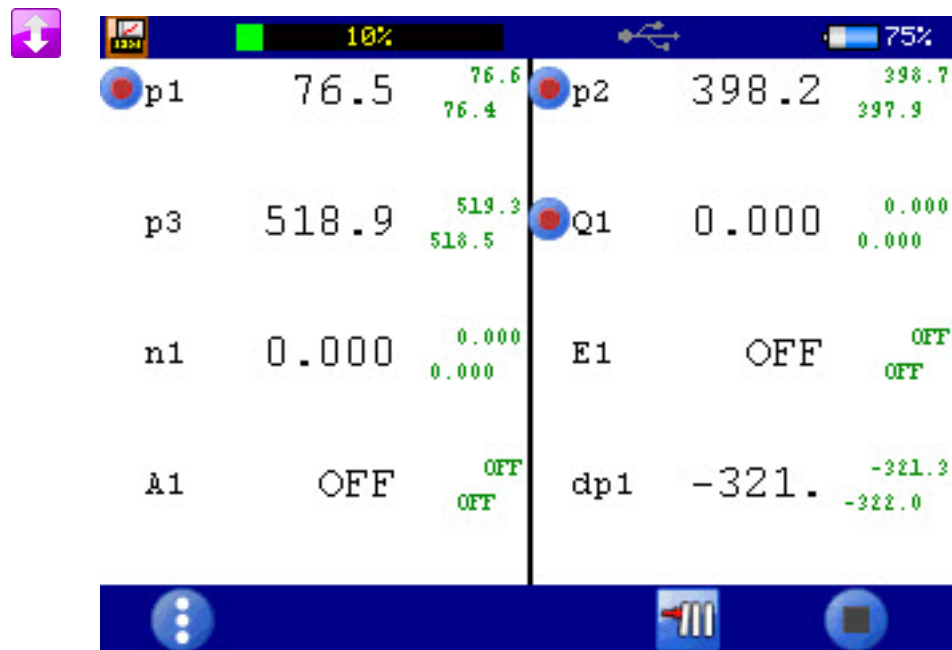 10% 75%
p1 76.5 76.6 76.4 p2 398.2 398.7 397.9
p3 518.9 519.3 518.5 Q1 0.000 0.000 0.000
n1 0.000 0.000 0.000 E1 OFF OFF OFF
A1 OFF OFF OFF dp1 -321. -321.3 -322.0